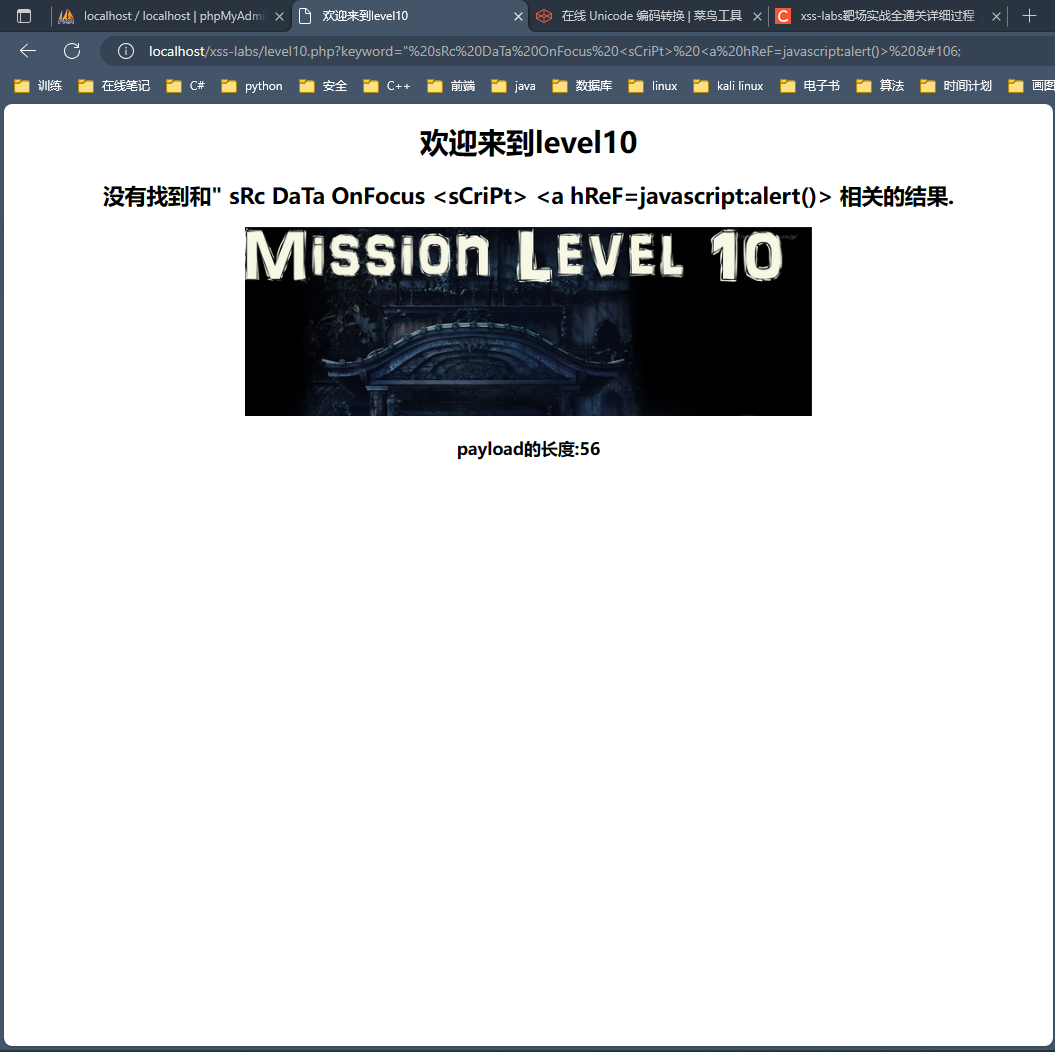 localhost / localhost | phpMyAdmi
欢迎来到level10
在线 Unicode 编码转换 | 菜鸟工具
xss-labs靶场实战全通关详细过程
localhost/xss-labs/level10.php?keyword="%20sRc%20DaTa%20OnFocus%20<sCriPt>%20<a%20hReF=javascript:alert()>%20&#106;
训练 在线笔记 C# python 安全 C++ 前端 java 数据库 linux kali linux 电子书 算法 时间计划 画图
欢迎来到level10
没有找到和" sRc DaTa OnFocus <sCriPt> <a hReF=javascript:alert()> 相关的结果.
Mission Level 10
payload的长度:56